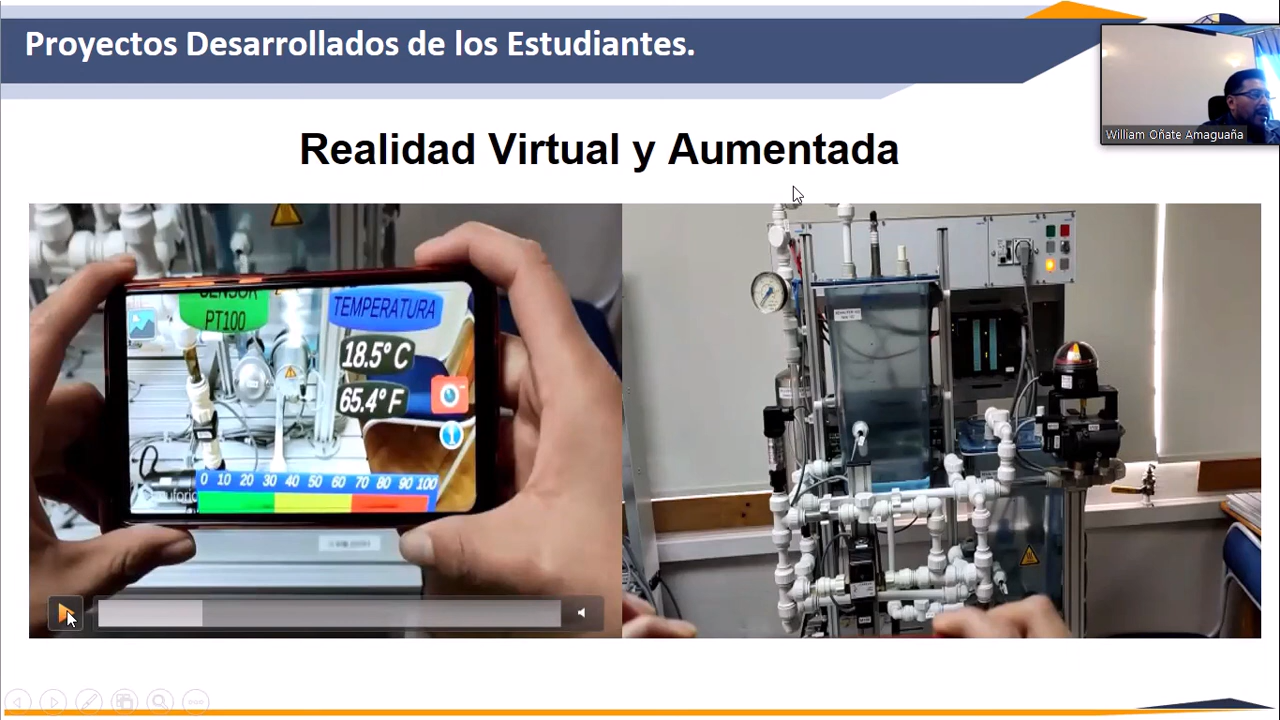 Proyectos Desarrollados de los Estudiantes.
William Oñate Amaguaña
Realidad Virtual y Aumentada
SENSOR
PT100
TEMPERATURA
18.5° C
65.4° F
0 10 20 30 40 50 60 70 80 90 100